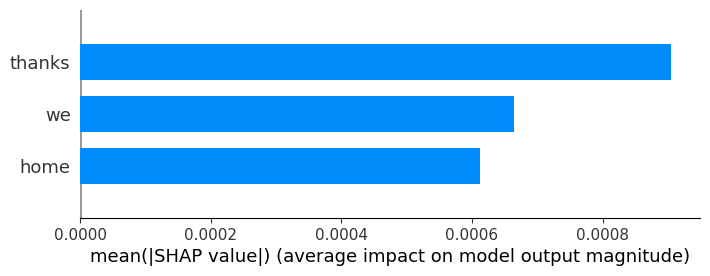 thanks
we
home
0.0000 0.0002 0.0004 0.0006 0.0008
mean(|SHAP value|) (average impact on model output magnitude)